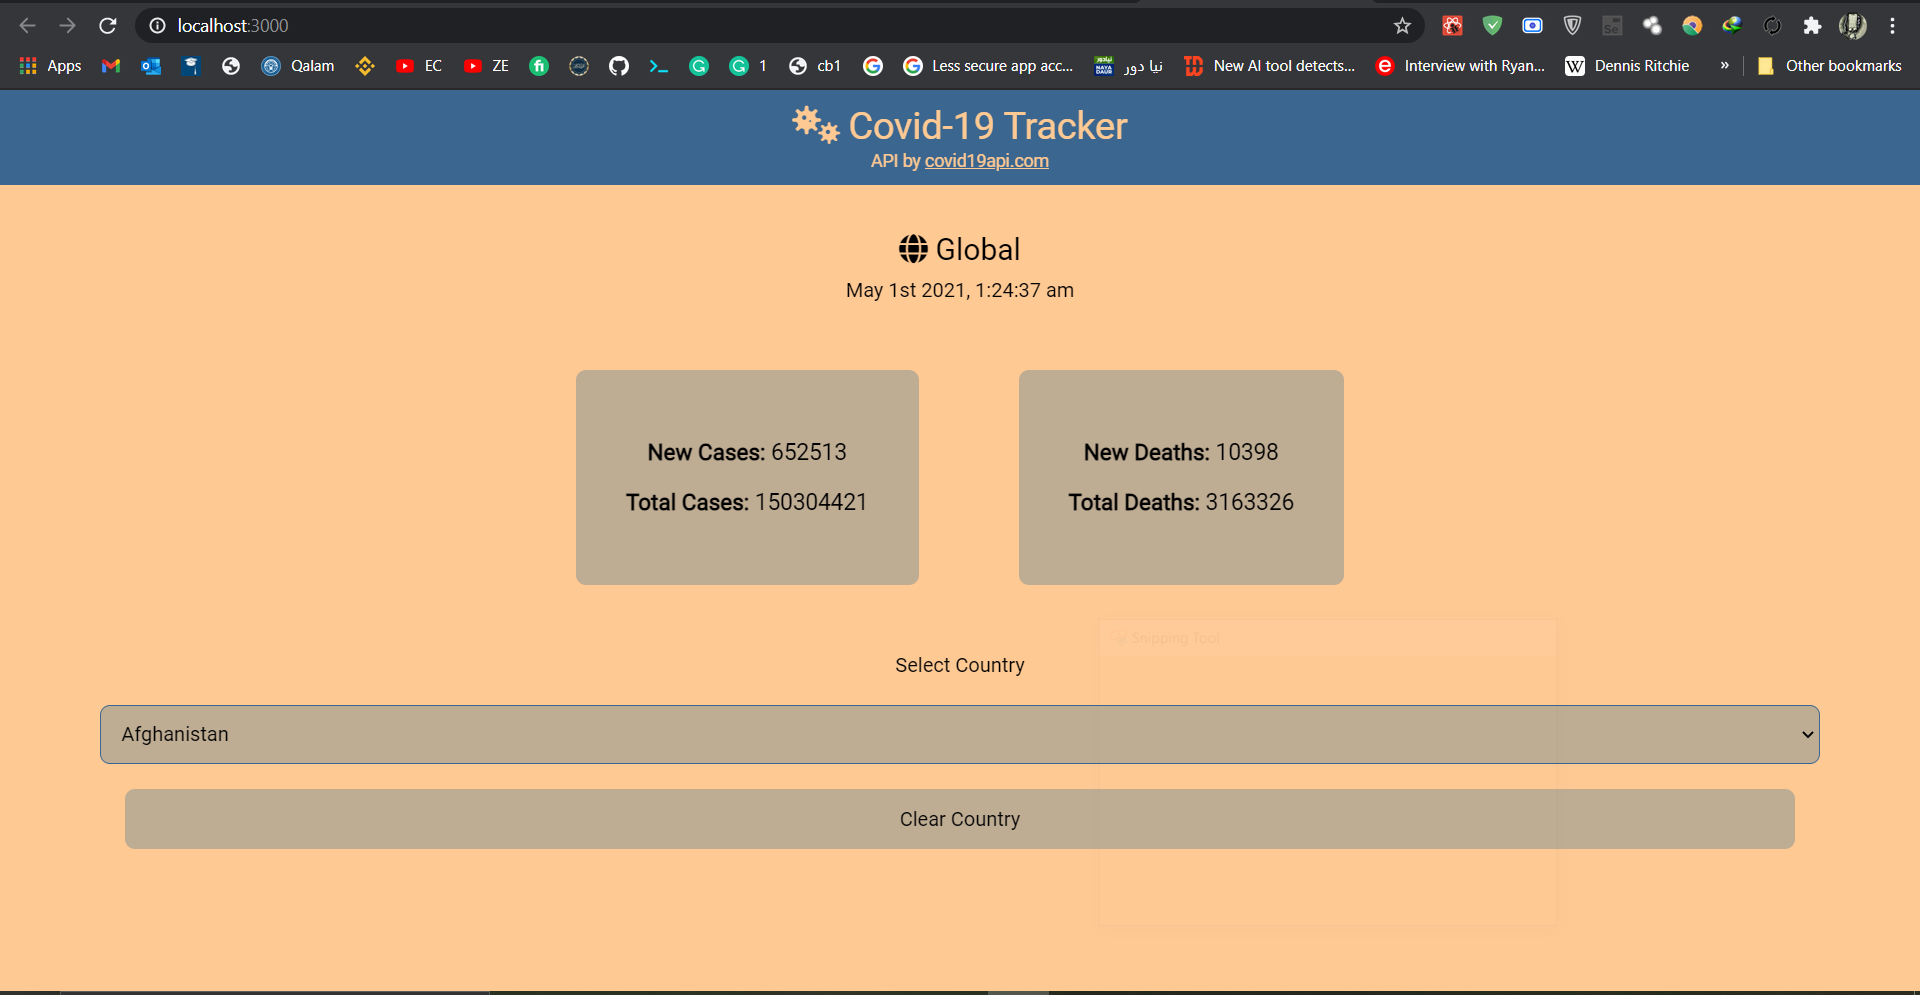 localhost:3000
Apps Qalam EC ZE 1 cb1 Less secure app acc... نیا دور New AI tool detects... Interview with Ryan... Dennis Ritchie » Other bookmarks
Covid-19 Tracker
API by covid19api.com
Global
May 1st 2021, 1:24:37 am
New Cases: 652513
Total Cases: 150304421
New Deaths: 10398
Total Deaths: 3163326
Snipping Tool
Select Country
Afghanistan
Clear Country